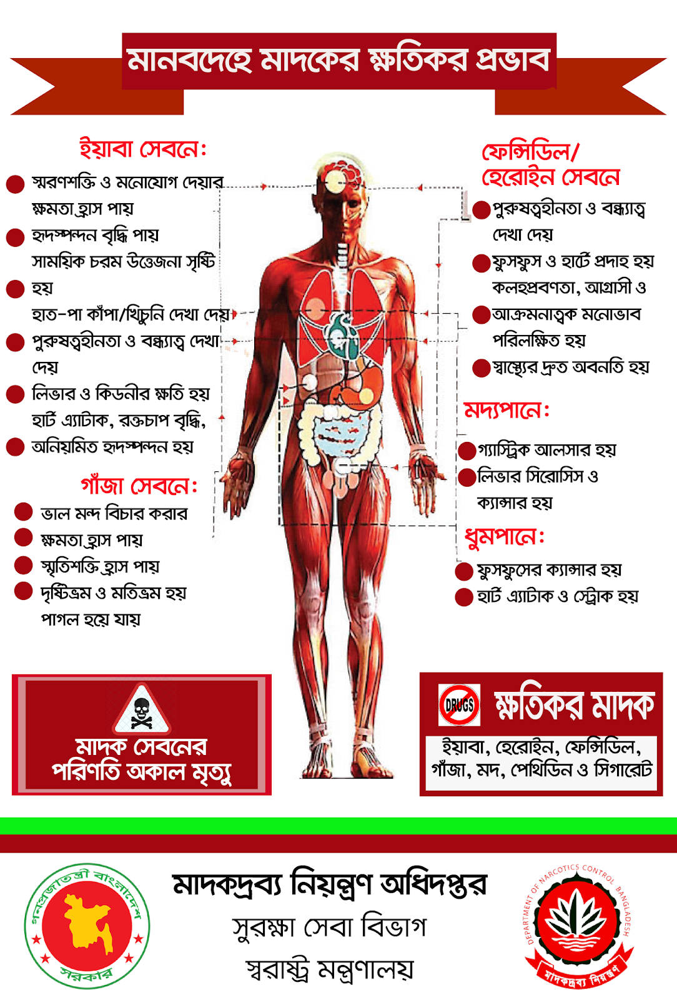 মানবদেহে মাদকের ক্ষতিকর প্রভাব
ইয়াবা সেবনে:
স্মরণশক্তি ও মনোযোগ দেয়ার
ক্ষমতা হ্রাস পায়
হৃদস্পন্দন বৃদ্ধি পায়
সাময়িক চরম উত্তেজনা সৃষ্টি
হয়
হাত-পা কাঁপা/খিচুনি দেখা দেয়
পুরুষত্বহীনতা ও বন্ধ্যাত্ব দেখা
দেয়
লিভার ও কিডনীর ক্ষতি হয়
হার্ট এ্যাটাক, রক্তচাপ বৃদ্ধি,
অনিয়মিত হৃদস্পন্দন হয়
গাঁজা সেবনে:
ভাল মন্দ বিচার করার
ক্ষমতা হ্রাস পায়
স্মৃতিশক্তি হ্রাস পায়
দৃষ্টিভ্রম ও মতিভ্রম হয়
পাগল হয়ে যায়
ফেন্সিডিল/
হেরোইন সেবনে
পুরুষত্বহীনতা ও বন্ধ্যাত্ব
দেখা দেয়
ফুসফুস ও হার্টে প্রদাহ হয়
কলহপ্রবণতা, আগ্রাসী ও
আক্রমনাত্বক মনোভাব
পরিলক্ষিত হয়
স্বাস্থ্যের দ্রুত অবনতি হয়
মদ্যপানে:
গ্যাস্ট্রিক আলসার হয়
লিভার সিরোসিস ও
ক্যান্সার হয়
ধুমপানে:
ফুসফুসের ক্যান্সার হয়
হার্ট এ্যাটাক ও স্ট্রোক হয়
মাদক সেবনের
পরিণতি অকাল মৃত্যু
DRUGS
ক্ষতিকর মাদক
ইয়াবা, হেরোইন, ফেন্সিডিল,
গাঁজা, মদ, পেথিডিন ও সিগারেট
গনপ্রজাতন্ত্রী বাংলাদেশ
সরকার
মাদকদ্রব্য নিয়ন্ত্রণ অধিদপ্তর
সুরক্ষা সেবা বিভাগ
স্বরাষ্ট্র মন্ত্রণালয়
DEPARTMENT OF NARCOTICS CONTROL BANGLADESH
মাদকদ্রব্য নিয়ন্ত্রণ